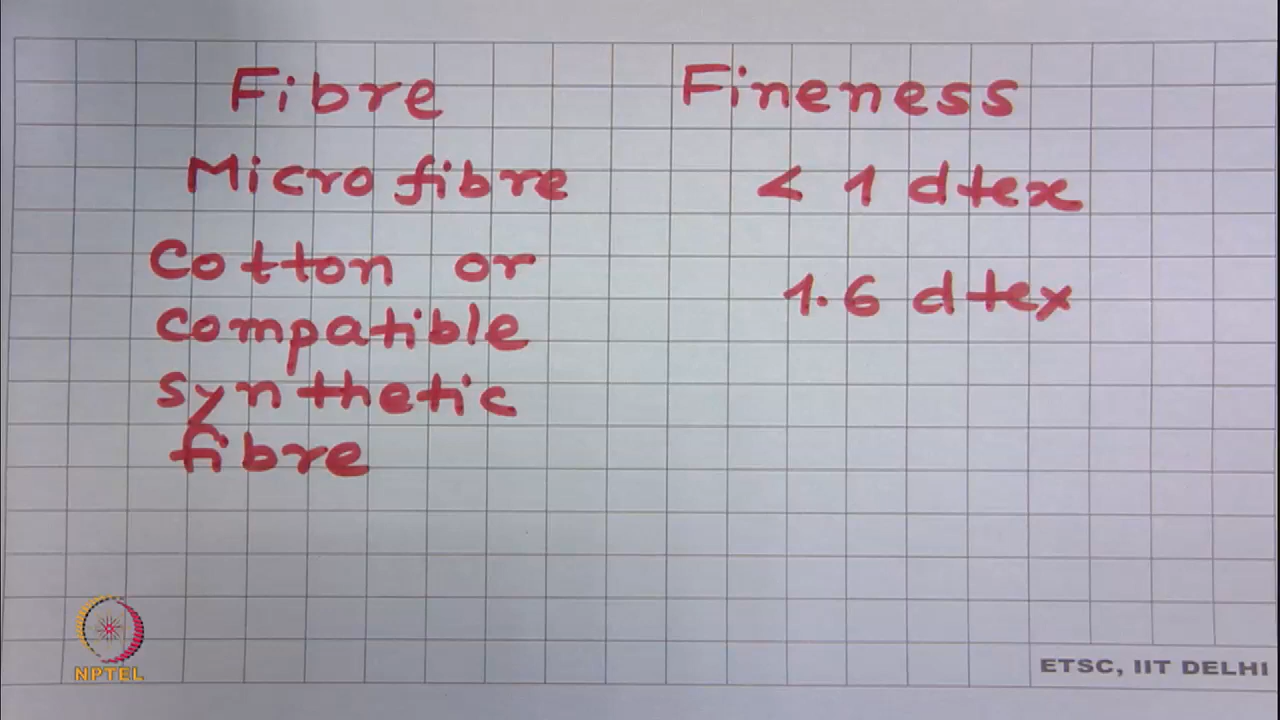 Fibre Fineness
Micro fibre < 1 dtex
Cotton or
compatible 1.6 dtex
synthetic
fibre
NPTEL
ETSC, IIT DELHI